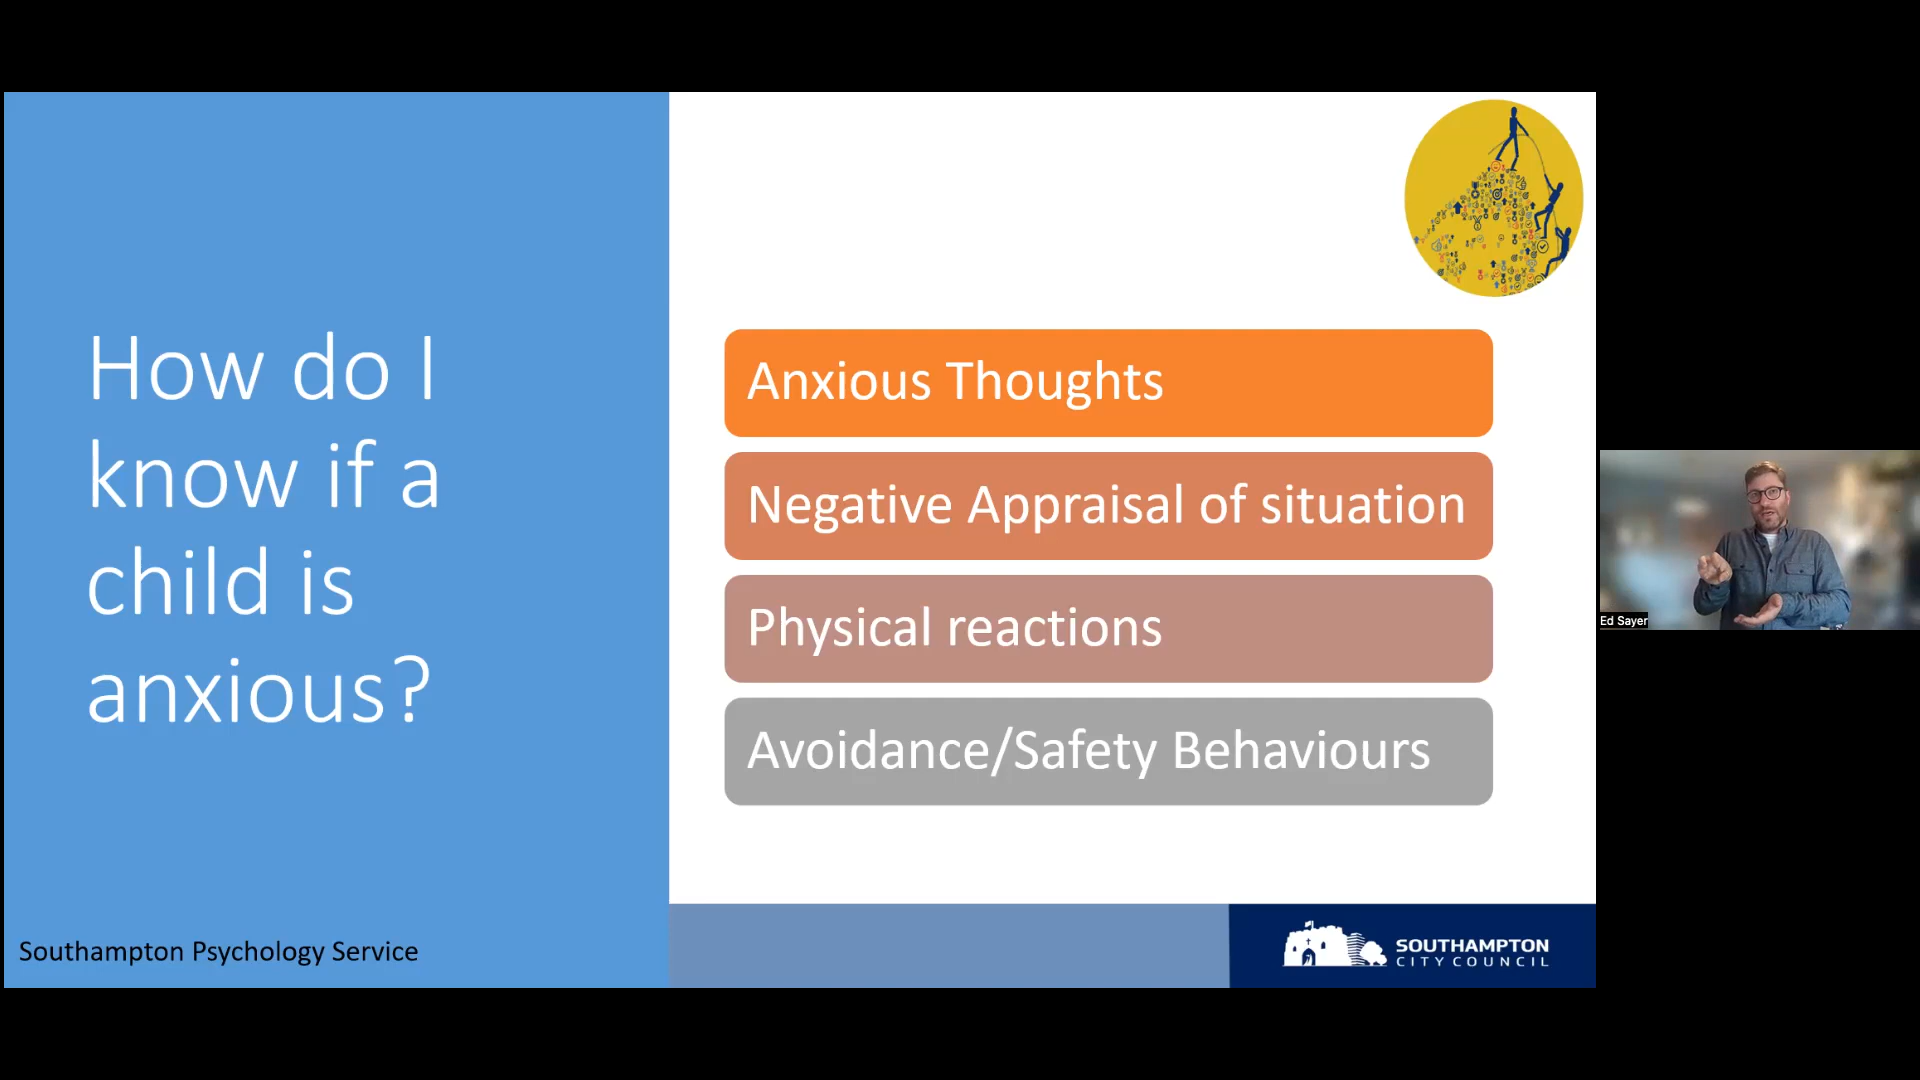 How do I
know if a
child is
anxious?
Southampton Psychology Service
Anxious Thoughts
Negative Appraisal of situation
Physical reactions
Avoidance/Safety Behaviours
SOUTHAMPTON
CITY COUNCIL
Ed Sayer